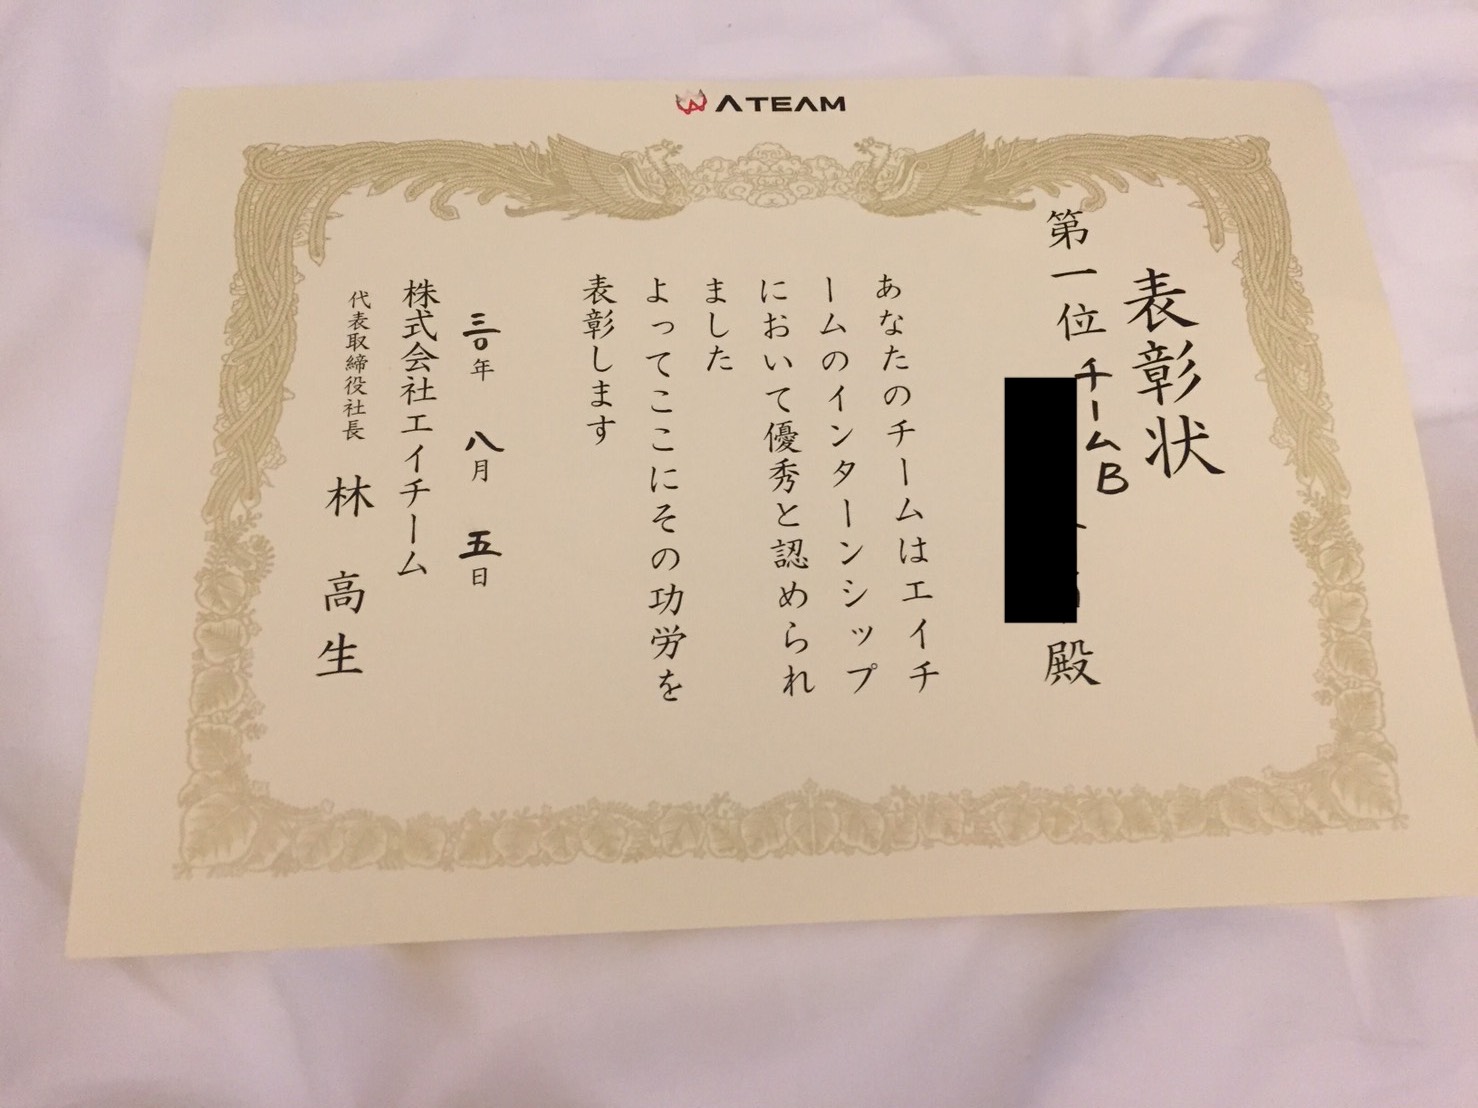 ATEAM
表彰状
第一位 チームB
殿
あなたのチームはエイチ
ームのインターンシップ
において優秀と認められ
ました
よってここにその功労を
表彰します
三〇年 八月 五日
株式会社エイチーム
代表取締役社長 林 高生